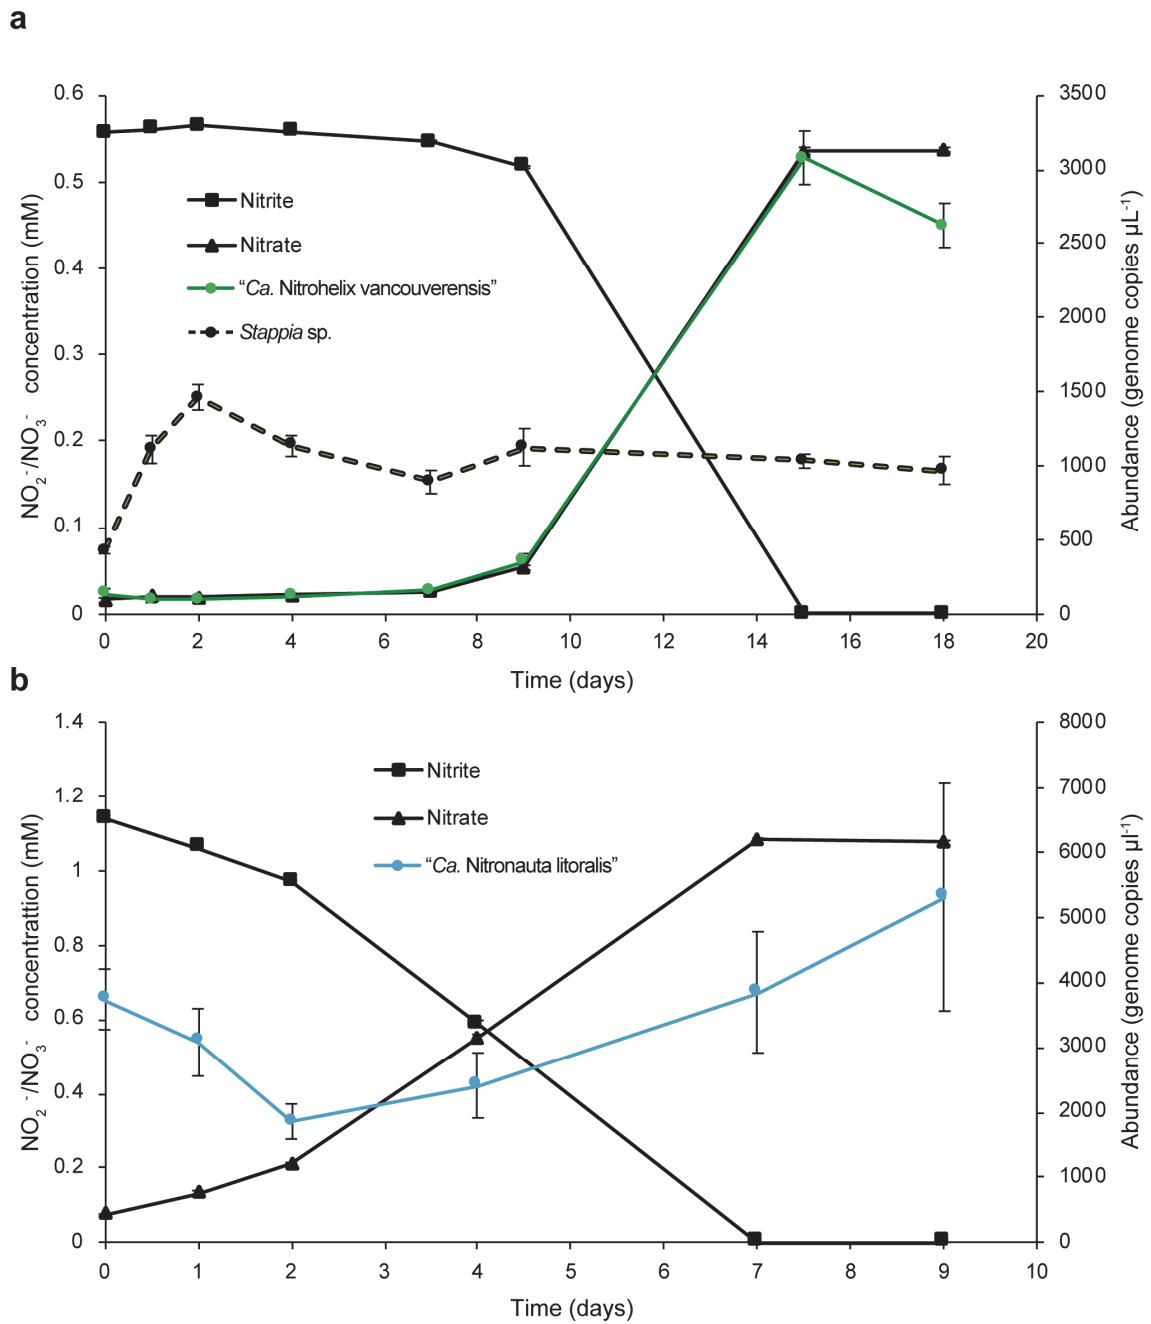 a
0.6
0.5
0.4
0.3
0.2
0.1
0
3500
3000
2500
2000
1500
1000
500
0
NO₂⁻/NO₃⁻ concentration (mM)
Abundance (genome copies µL⁻¹)
Nitrite
Nitrate
“Ca. Nitrohelix vancouverensis”
Stappia sp.
0 2 4 6 8 10 12 14 16 18 20
Time (days)
b
1.4
1.2
1
0.8
0.6
0.4
0.2
0
8000
7000
6000
5000
4000
3000
2000
1000
0
NO₂⁻/NO₃⁻ concentrattion (mM)
Abundance (genome copies µl⁻¹)
Nitrite
Nitrate
“Ca. Nitronauta litoralis”
0 1 2 3 4 5 6 7 8 9 10
Time (days)